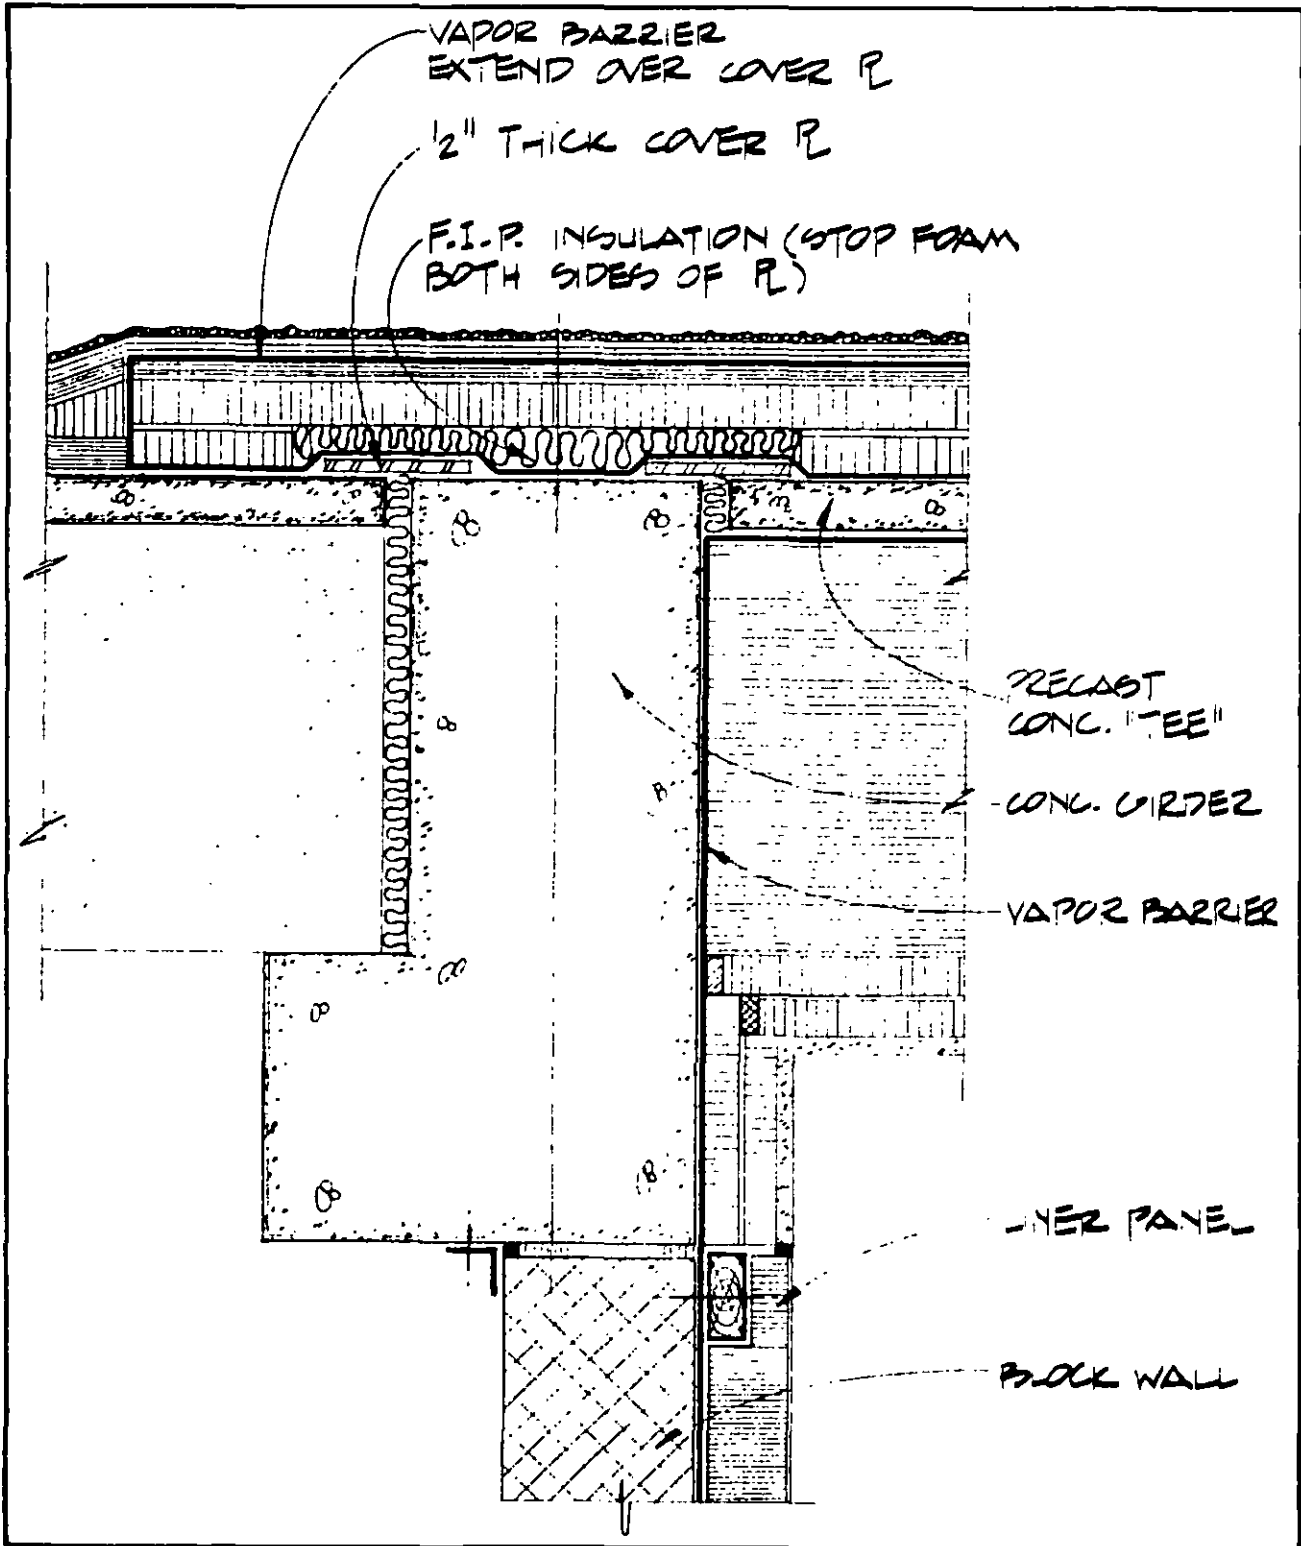 VAPOR BARRIER
EXTEND OVER COVER PL
1/2" THICK COVER PL
F.I.P. INSULATION (STOP FOAM
BOTH SIDES OF PL)
PRECAST
CONC. "TEE"
CONC. GIRDER
VAPOR BARRIER
LINER PANEL
BLOCK WALL